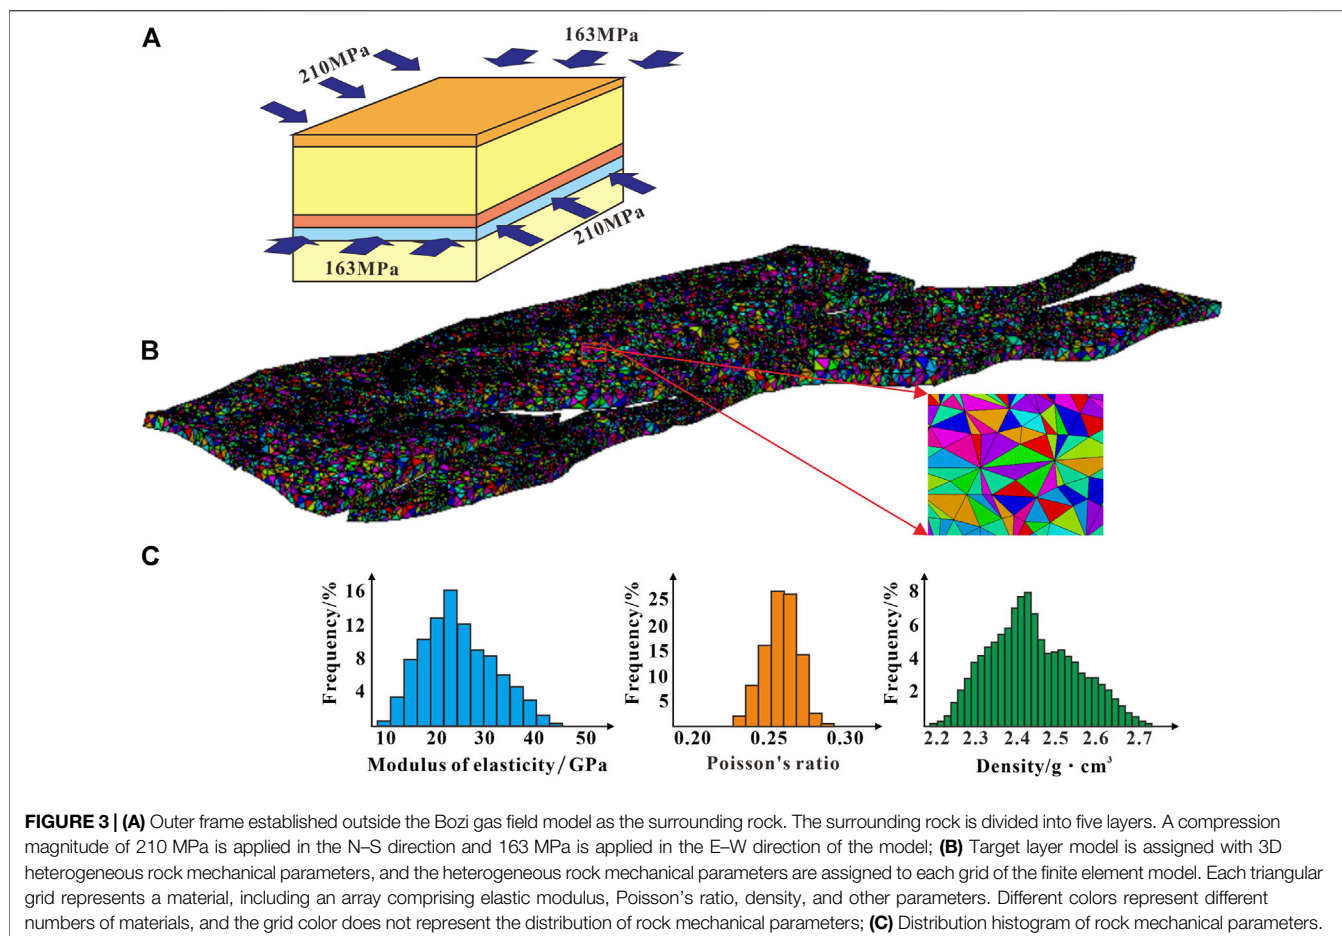 A
163MPa
210MPa
210MPa
163MPa
B
C
Frequency/%
16
12
8
4
10 20 30 40 50
Modulus of elasticity/GPa
Frequency/%
25
20
15
10
5
0.20 0.25 0.30
Poisson's ratio
Frequency/%
8
6
4
2
2.2 2.3 2.4 2.5 2.6 2.7
Density/g · cm³
FIGURE 3 | (A) Outer frame established outside the Bozi gas field model as the surrounding rock. The surrounding rock is divided into five layers. A compression
magnitude of 210 MPa is applied in the N–S direction and 163 MPa is applied in the E–W direction of the model; (B) Target layer model is assigned with 3D
heterogeneous rock mechanical parameters, and the heterogeneous rock mechanical parameters are assigned to each grid of the finite element model. Each triangular
grid represents a material, including an array comprising elastic modulus, Poisson's ratio, density, and other parameters. Different colors represent different
numbers of materials, and the grid color does not represent the distribution of rock mechanical parameters; (C) Distribution histogram of rock mechanical parameters.